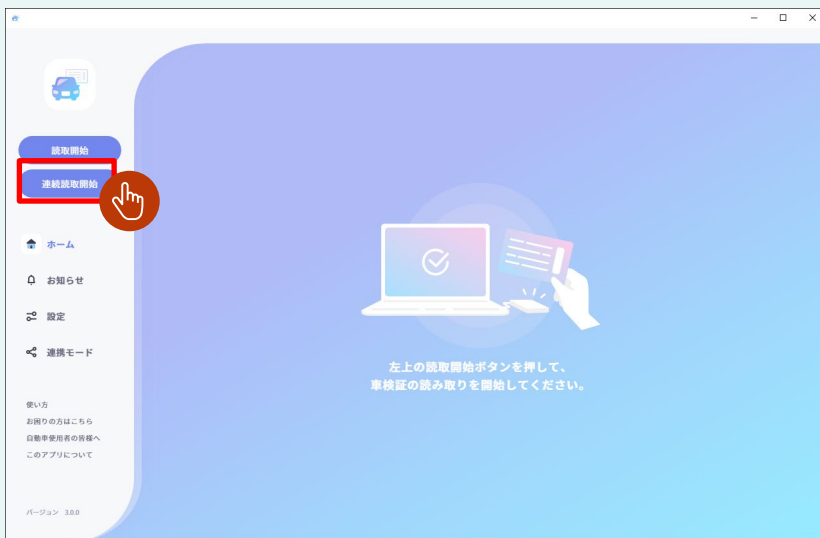 読取開始
連続読取開始
ホーム
お知らせ
設定
連携モード
左上の読取開始ボタンを押して、
車検証の読み取りを開始してください。
使い方
お困りの方はこちら
自動車使用者の皆様へ
このアプリについて
バージョン 3.0.0